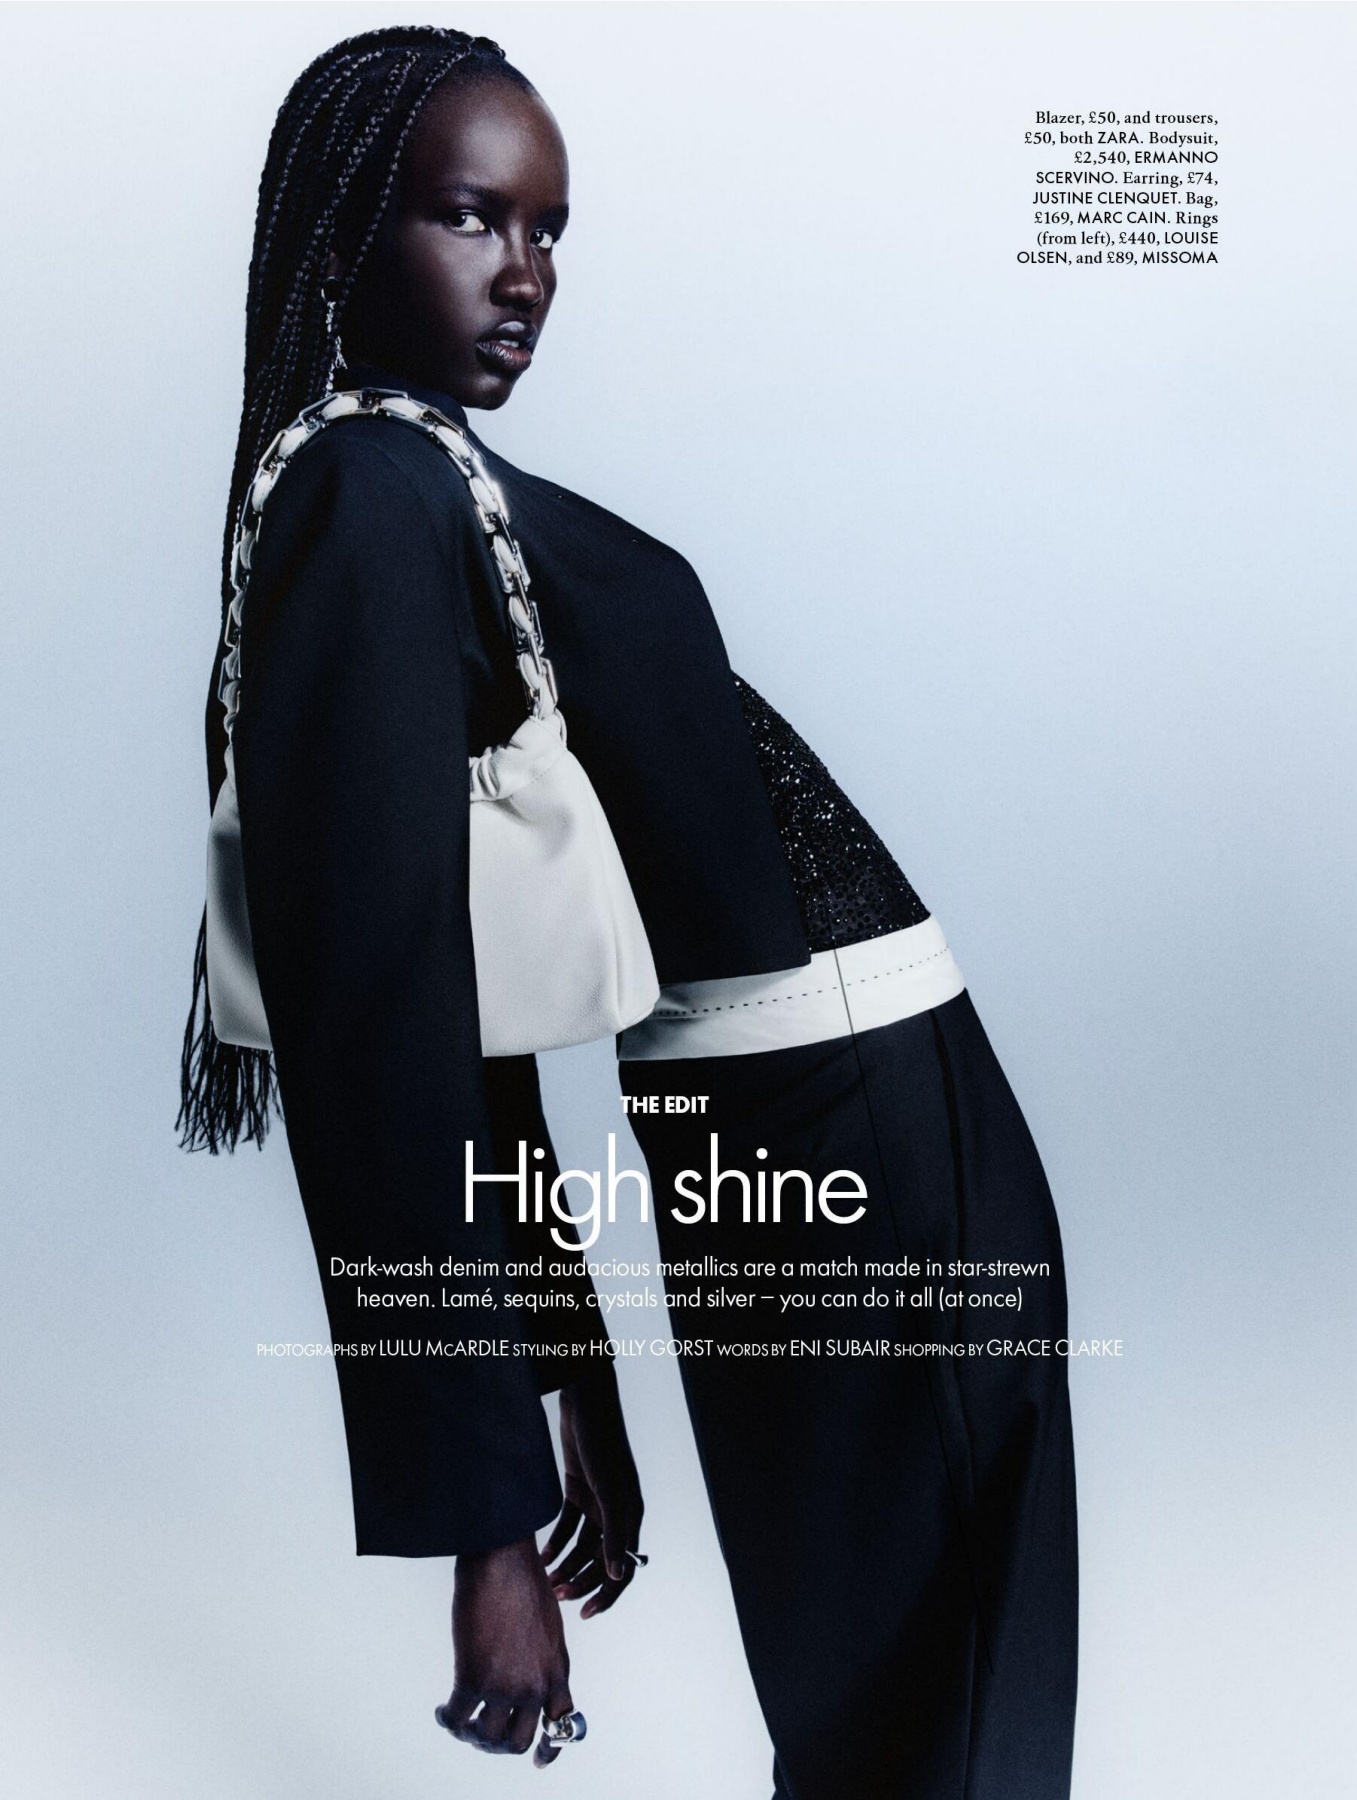 Blazer, £50, and trousers,
£50, both ZARA. Bodysuit,
£2,540, ERMANNO
SCERVINO. Earring, £74,
JUSTINE CLENQUET. Bag,
£169, MARC CAIN. Rings
(from left), £440, LOUISE
OLSEN, and £89, MISSOMA
THE EDIT
High shine
Dark-wash denim and audacious metallics are a match made in star-strewn
heaven. Lamé, sequins, crystals and silver – you can do it all (at once)
PHOTOGRAPHS BY LULU McARDLE STYLING BY HOLLY GORST WORDS BY ENI SUBAIR SHOPPING BY GRACE CLARKE